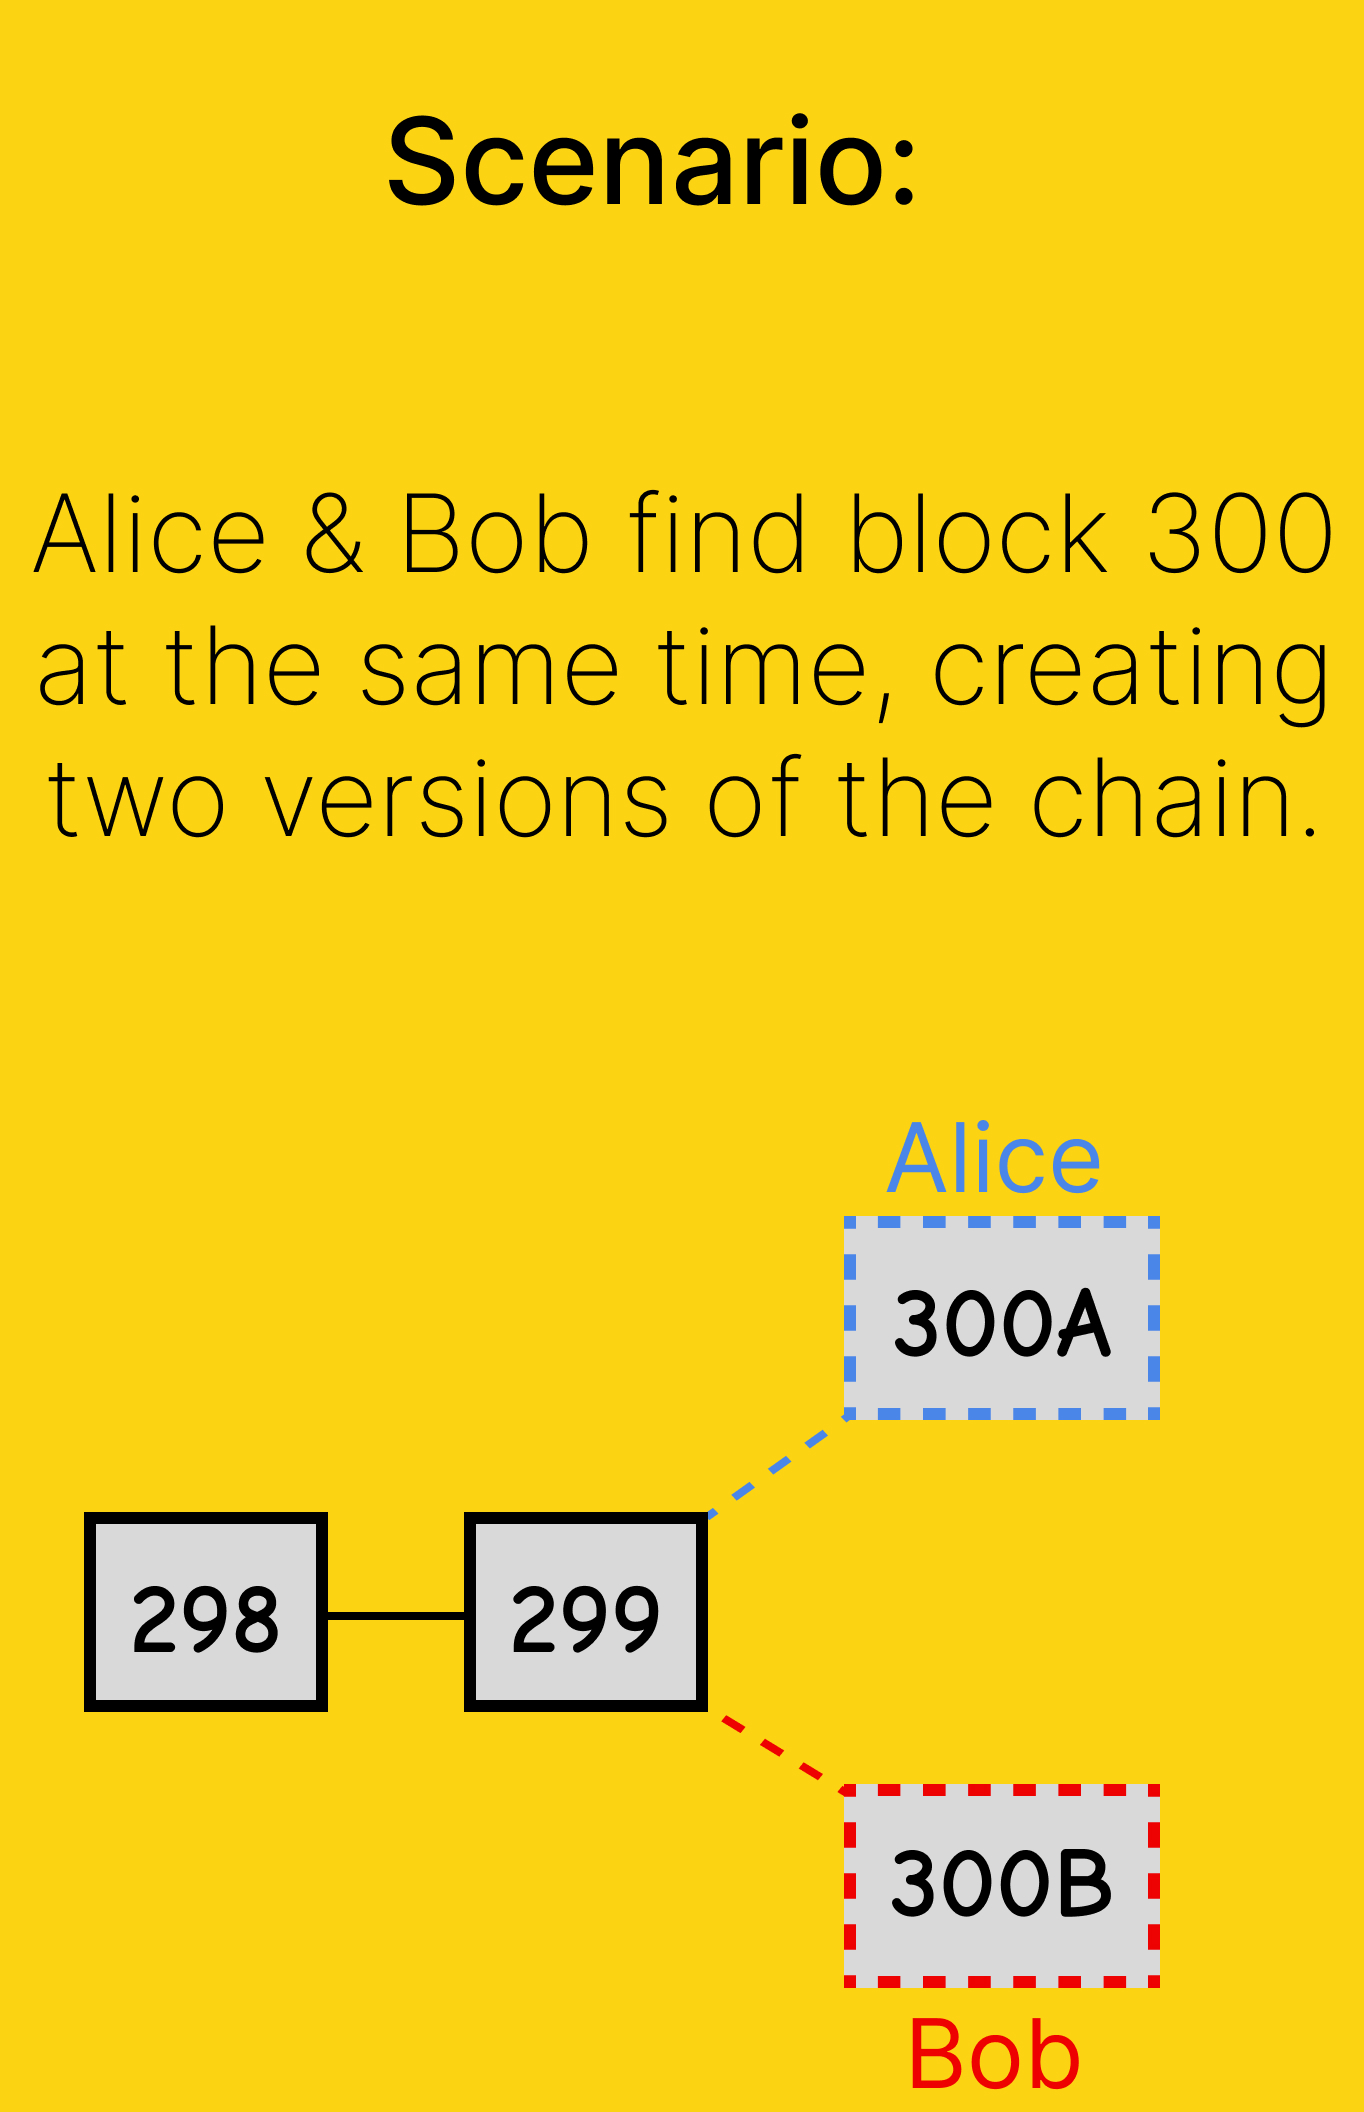 Scenario:
Alice & Bob find block 300
at the same time, creating
two versions of the chain.
Alice
300A
298
299
300B
Bob